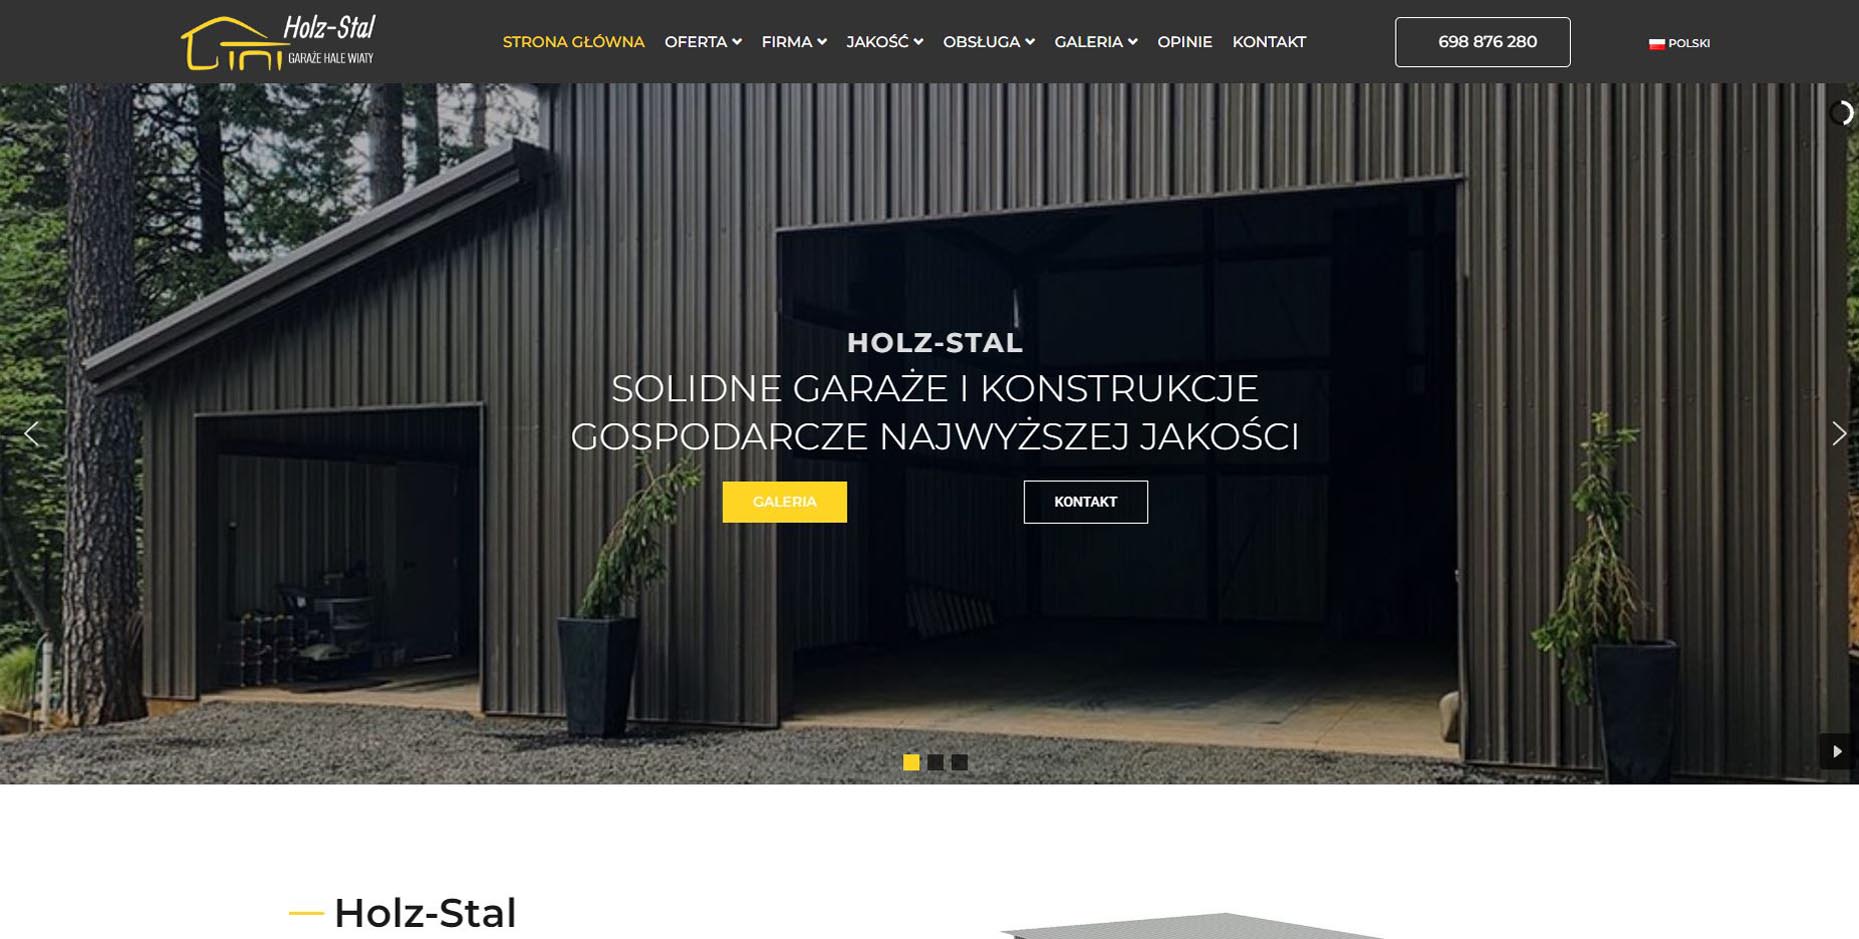 Holz-Stal
GARAŻE HALE WIATY
STRONA GŁÓWNA OFERTA FIRMA JAKOŚĆ OBSŁUGA GALERIA OPINIE KONTAKT
698 876 280
POLSKI
HOLZ-STAL
SOLIDNE GARAŻE I KONSTRUKCJE
GOSPODARCZE NAJWYŻSZEJ JAKOŚCI
GALERIA
KONTAKT
Holz-Stal